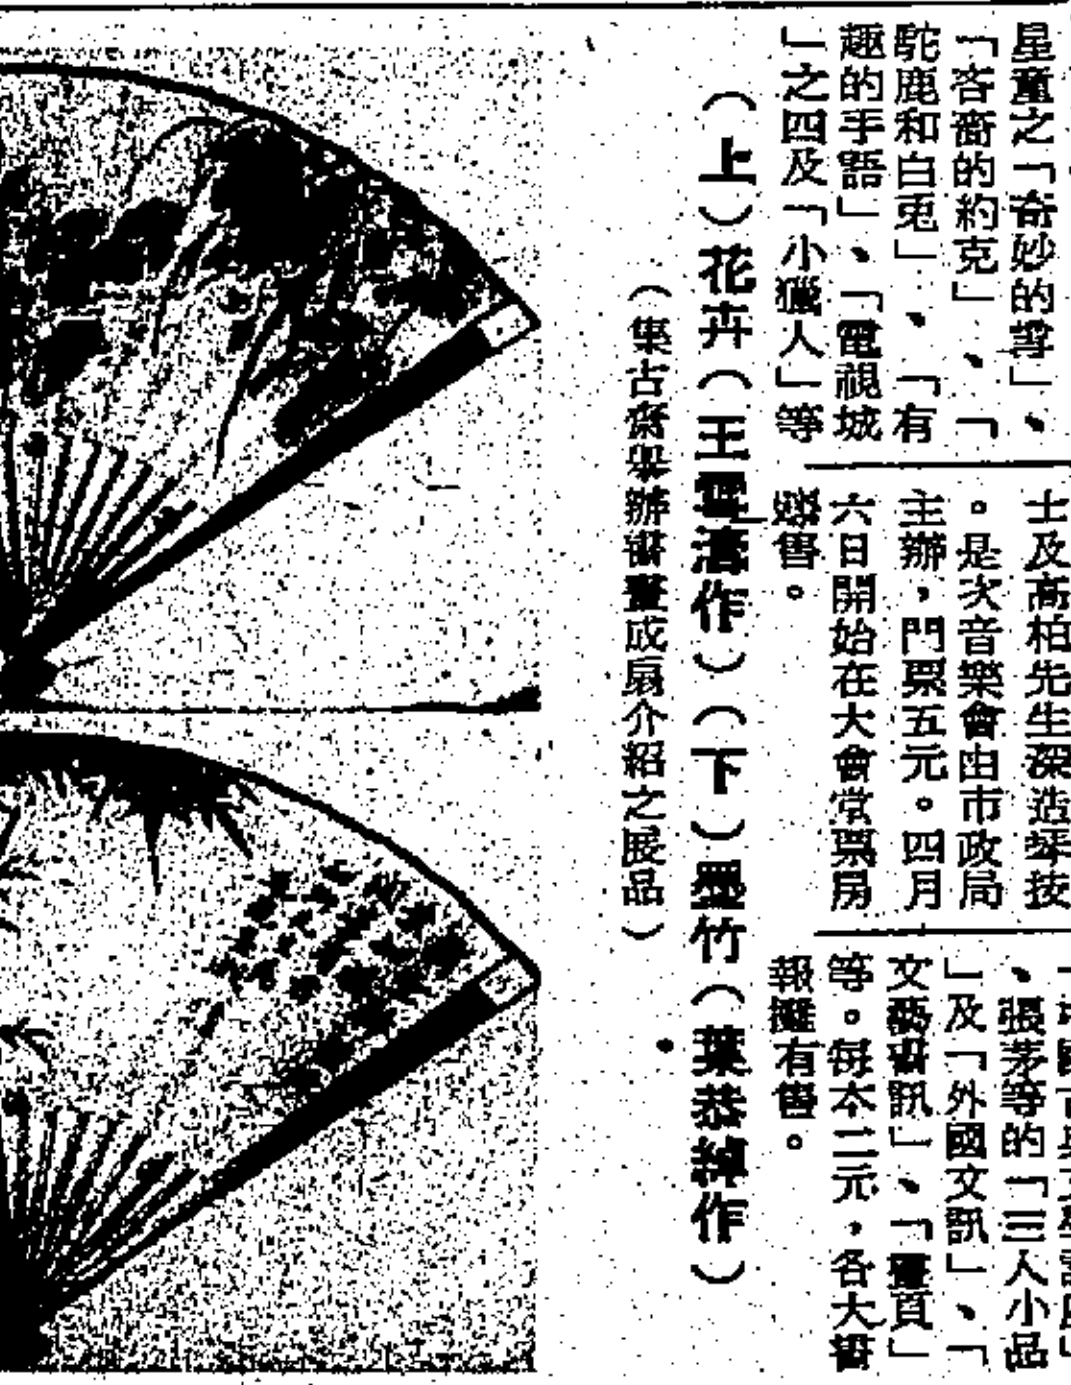 星童之「奇妙的譚」、
「吝嗇的約克」、「
駝鹿和白兎」、「有
趣的手語」、「電視城
」之四及「小獵人」等
士及高柏先生深造琴技
。是次音樂會由市政局
主辦，門票五元。四月
六日開始在大會堂票房
發售。
、張芳等的「三人小品
」及「外國文訊」、「
文藝書訊」、「畫頁」
等。每本二元，各大書
報攤有售。
（上）花卉（王雪濤作）（下）墨竹（葉恭綽作）
（集古齋舉辦書畫成扇介紹之展品）